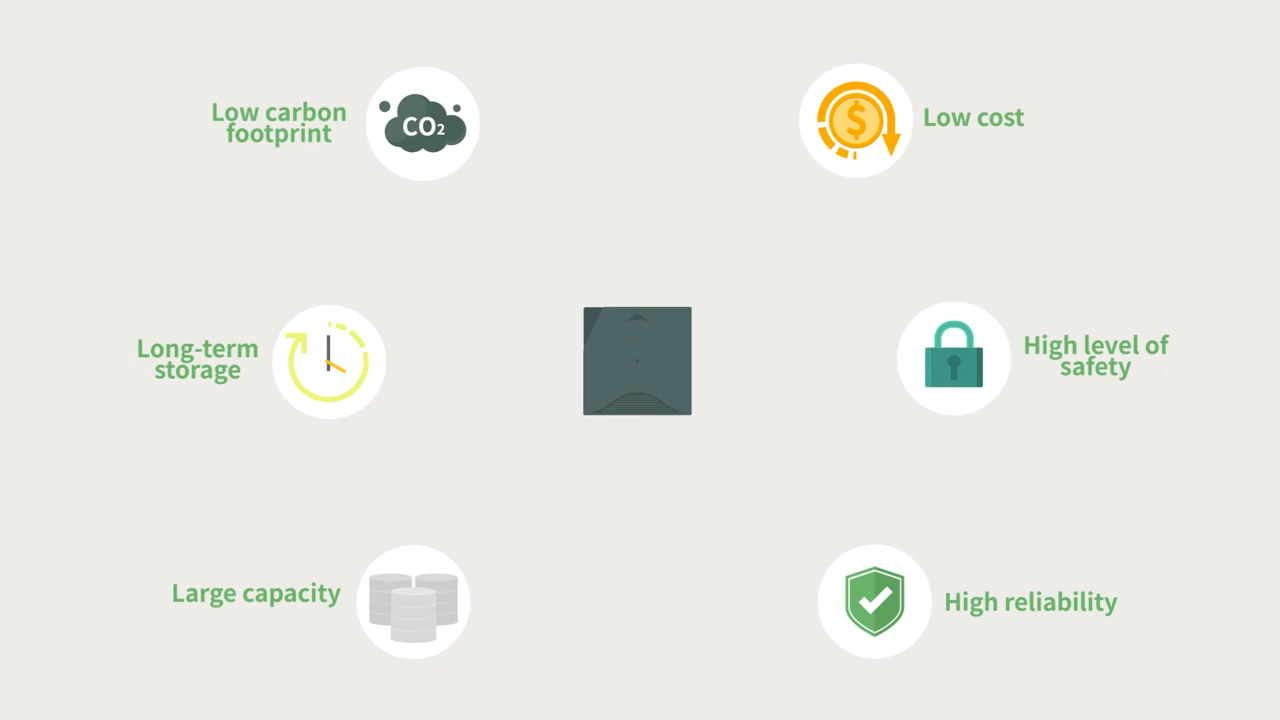 Low carbon
footprint
CO2
$
Low cost
Long-term
storage
High level of
safety
Large capacity
High reliability